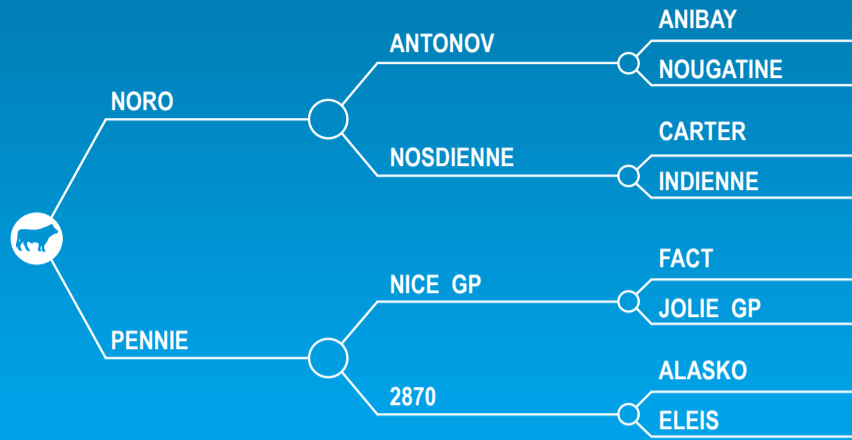 ANIBAY
ANTONOV
NOUGATINE
NORO
CARTER
NOSDIENNE
INDIENNE
FACT
NICE GP
JOLIE GP
PENNIE
ALASKO
2870
ELEIS